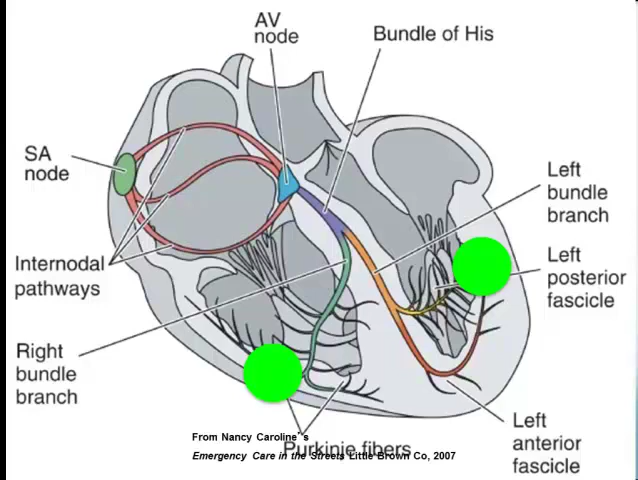 AV
node
Bundle of His
SA
node
Left
bundle
branch
Left
posterior
fascicle
Internodal
pathways
Right
bundle
branch
Left
anterior
fascicle
Purkinje fibers
From Nancy Caroline's
Emergency Care in the Streets Little Brown Co, 2007